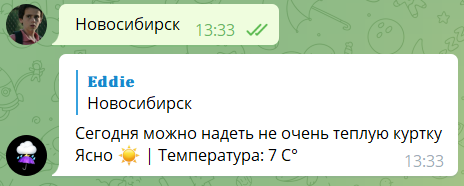 Новосибирск
13:33
Eddie
Новосибирск
Сегодня можно надеть не очень теплую куртку
Ясно ☀️ | Температура: 7 C°
13:33